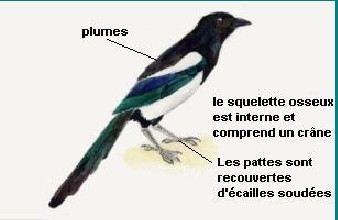 plumes
le squelette osseux
est interne et
comprend un crâne
Les pattes sont
recouvertes
d'écailles soudées